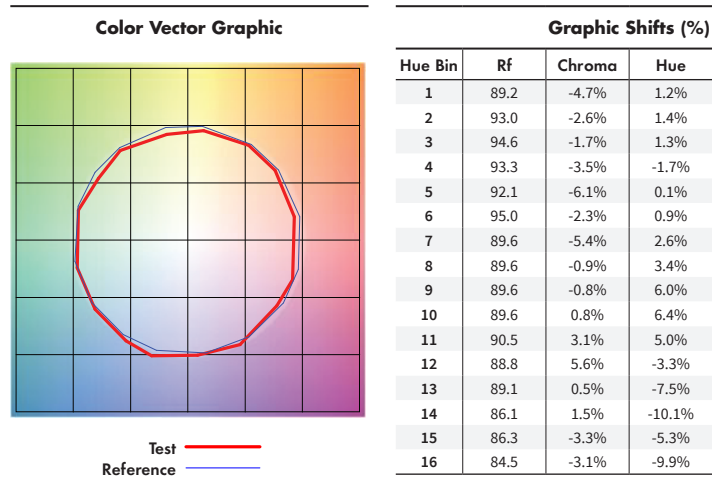 Color Vector Graphic
Test
Reference
Graphic Shifts (%)
Hue Bin Rf Chroma Hue
1 89.2 -4.7% 1.2%
2 93.0 -2.6% 1.4%
3 94.6 -1.7% 1.3%
4 93.3 -3.5% -1.7%
5 92.1 -6.1% 0.1%
6 95.0 -2.3% 0.9%
7 89.6 -5.4% 2.6%
8 89.6 -0.9% 3.4%
9 89.6 -0.8% 6.0%
10 89.6 0.8% 6.4%
11 90.5 3.1% 5.0%
12 88.8 5.6% -3.3%
13 89.1 0.5% -7.5%
14 86.1 1.5% -10.1%
15 86.3 -3.3% -5.3%
16 84.5 -3.1% -9.9%